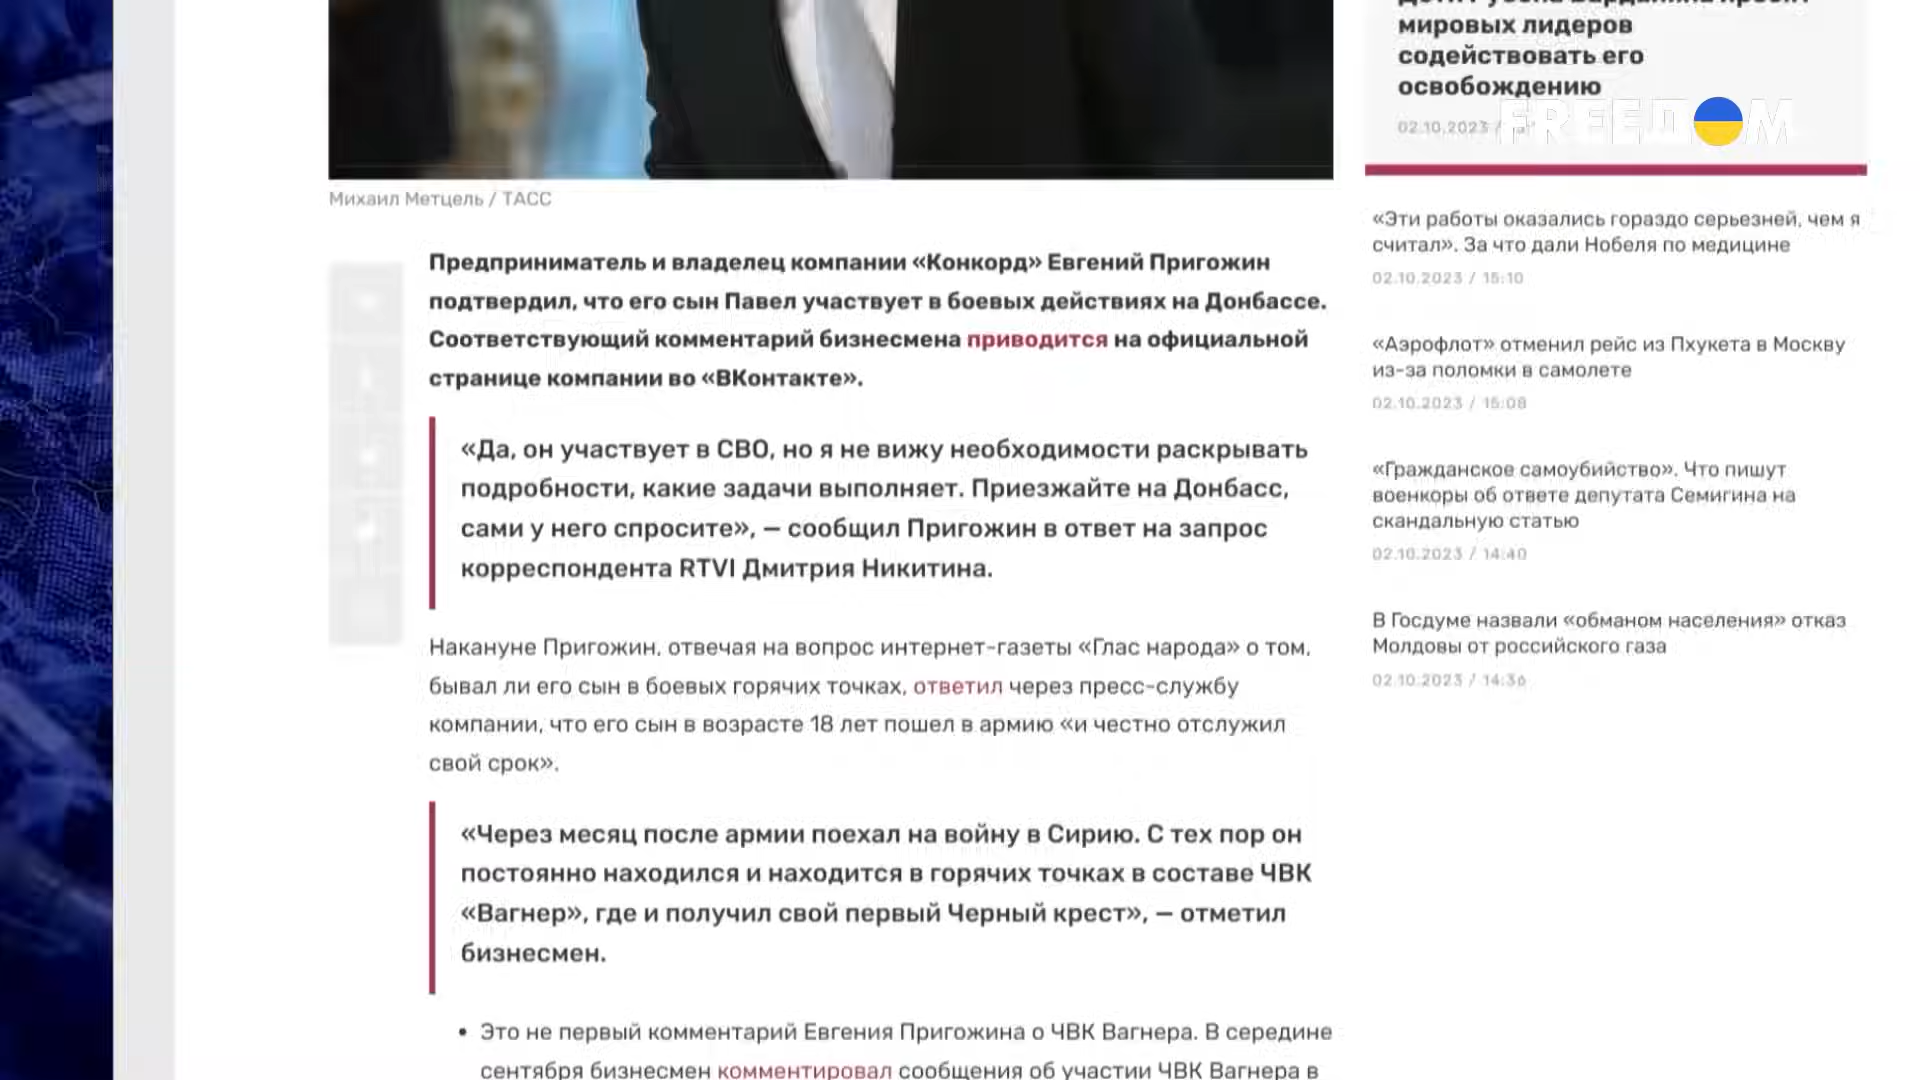 мировых лидеров
содействовать его
освобождению
02.10.2023 /
FREEДOM
Михаил Метцель / ТАСС
Предприниматель и владелец компании «Конкорд» Евгений Пригожин
подтвердил, что его сын Павел участвует в боевых действиях на Донбассе.
Соответствующий комментарий бизнесмена приводится на официальной
странице компании во «ВКонтакте».
«Да, он участвует в СВО, но я не вижу необходимости раскрывать
подробности, какие задачи выполняет. Приезжайте на Донбасс,
сами у него спросите», — сообщил Пригожин в ответ на запрос
корреспондента RTVI Дмитрия Никитина.
Накануне Пригожин, отвечая на вопрос интернет-газеты «Глас народа» о том,
бывал ли его сын в боевых горячих точках, ответил через пресс-службу
компании, что его сын в возрасте 18 лет пошел в армию «и честно отслужил
свой срок».
«Через месяц после армии поехал на войну в Сирию. С тех пор он
постоянно находился и находится в горячих точках в составе ЧВК
«Вагнер», где и получил свой первый Черный крест», — отметил
бизнесмен.
• Это не первый комментарий Евгения Пригожина о ЧВК Вагнера. В середине
сентября бизнесмен комментировал сообщения об участии ЧВК Вагнера в
«Эти работы оказались гораздо серьезней, чем я
считал». За что дали Нобеля по медицине
02.10.2023 / 15:10
«Аэрофлот» отменил рейс из Пхукета в Москву
из-за поломки в самолете
02.10.2023 / 15:08
«Гражданское самоубийство». Что пишут
военкоры об ответе депутата Семигина на
скандальную статью
02.10.2023 / 14:40
В Госдуме назвали «обманом населения» отказ
Молдовы от российского газа
02.10.2023 / 14:36